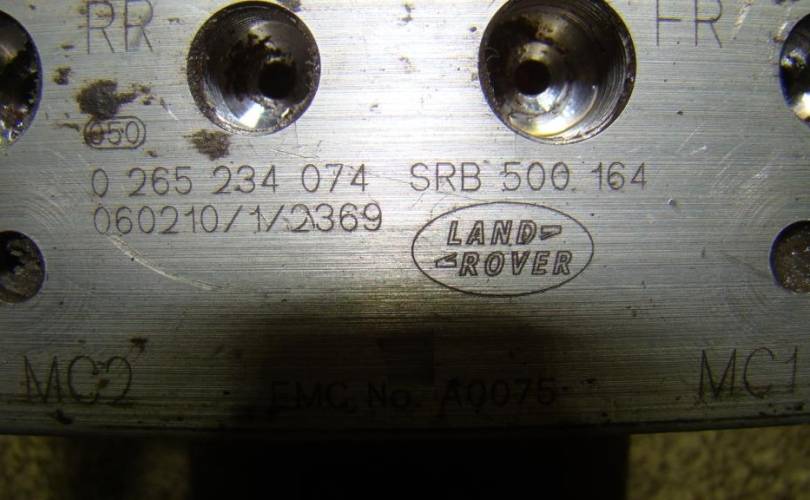 RR FR
050
0 265 234 074 SRB 500 164
060210/1/2369
LAND
ROVER
MC2 MC1
EMC No. A0075